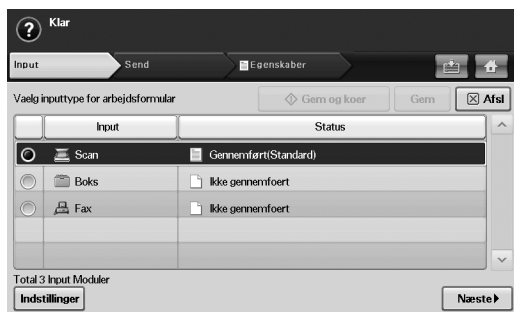 ? Klar
Input Send Egenskaber
Vaelg inputtype for arbejdsformular Gem og koer Gem Afsl
Input Status
Scan Gennemført(Standard)
Boks Ikke gennemfoert
Fax Ikke gennemfoert
Total 3 Input Moduler
Indstillinger Næste